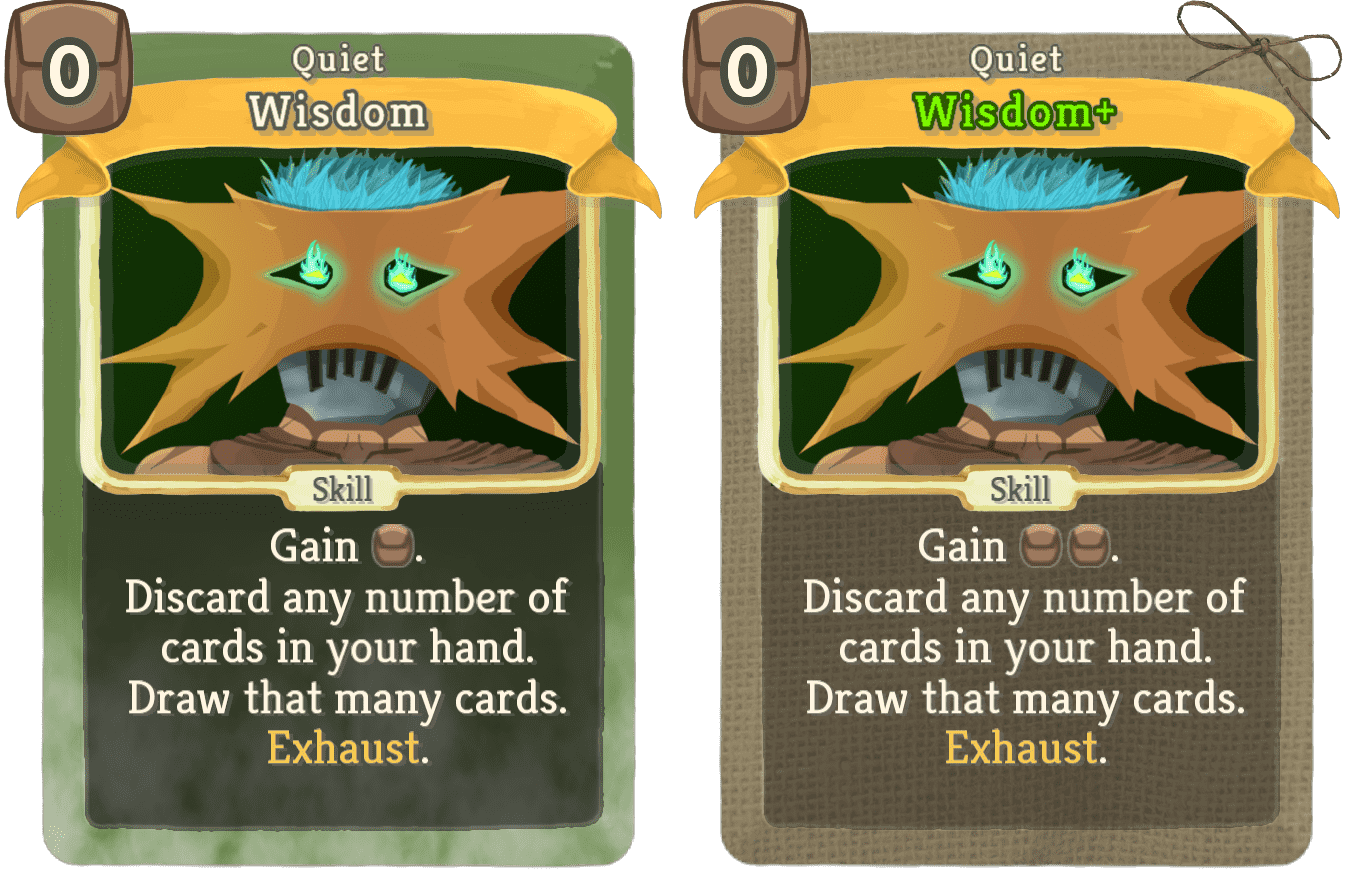 0
Quiet
Wisdom
Skill
Gain .
Discard any number of
cards in your hand.
Draw that many cards.
Exhaust.
0
Quiet
Wisdom+
Skill
Gain .
Discard any number of
cards in your hand.
Draw that many cards.
Exhaust.